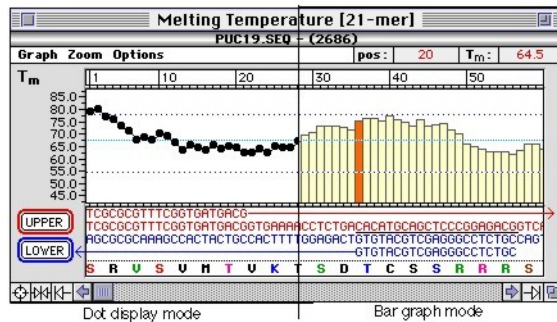 Melting Temperature [21-mer]
PUC19.SEQ - (2686)
Graph Zoom Options pos: 20 Tm: 64.5
Tm 1 10 20 30 40 50
85.0
80.0
75.0
70.0
65.0
60.0
55.0
50.0
45.0
TCGCGCGTTTCGGTGATGACG
UPPER
TCGCGCGTTTCGGTGATGACGGTGAAAACCTCTGACACATGCAGCTCCCGGAGACGGTCA
AGCGCGCAAAGCCACTACTGCCACTTTTGGAGACTGTGTACGTCGAGGGCCTCTGCCAGT
LOWER
GTGTACGTCGAGGGCCTCTGC
S R V S V M T V K T S D T C S S R R R S
Dot display mode Bar graph mode